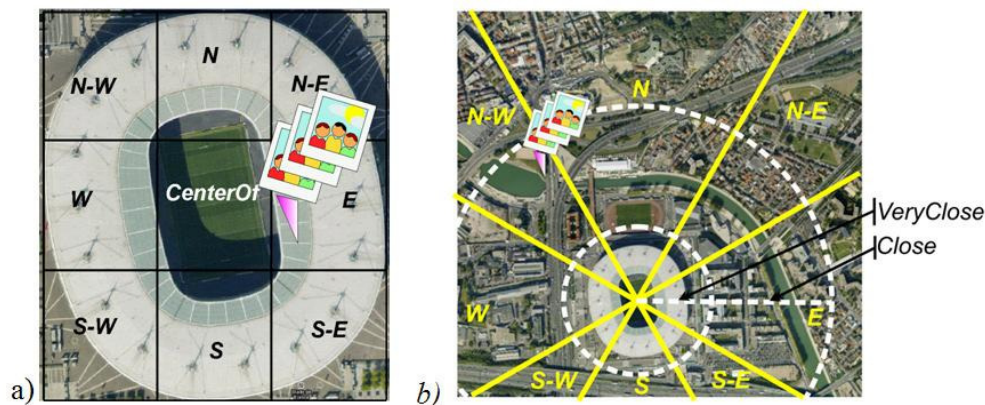 N
N-W
N-E
W
CenterOf
E
S-W
S
S-E
a)
N
N-W
N-E
VeryClose
Close
W
E
S-W
S
S-E
b)